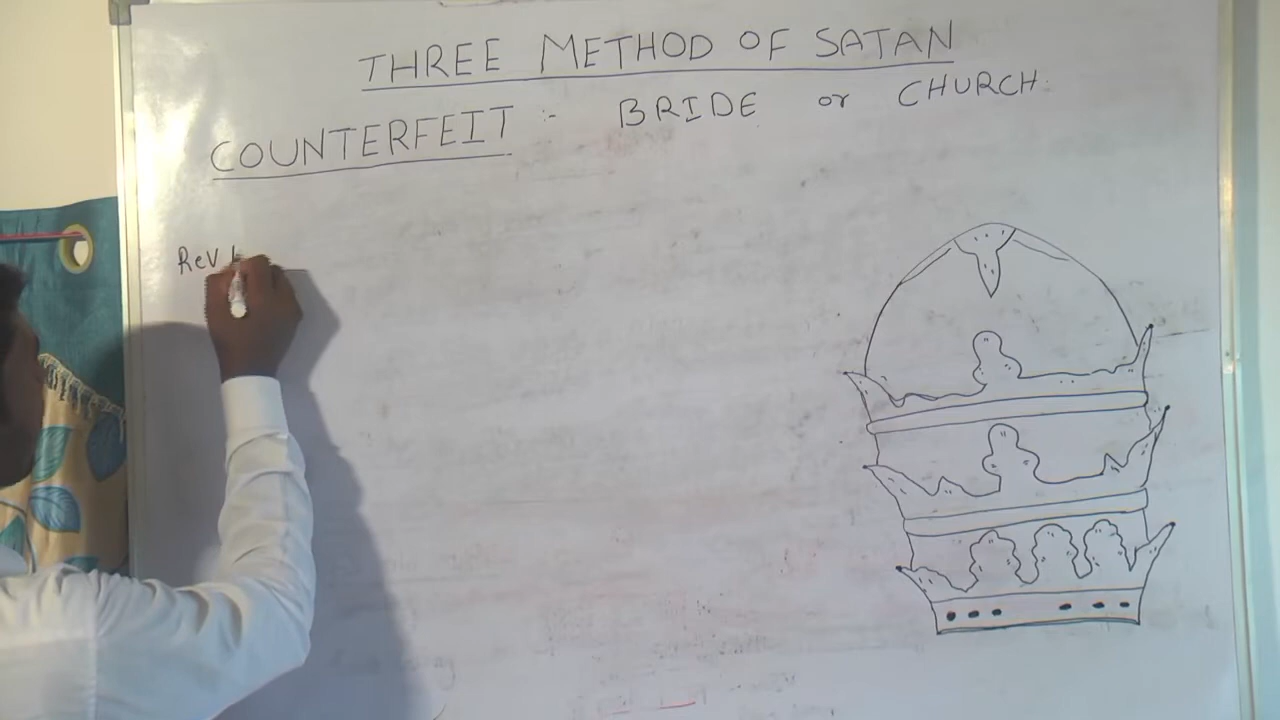 THREE METHOD OF SATAN
COUNTERFEIT :- BRIDE or CHURCH.
Rev